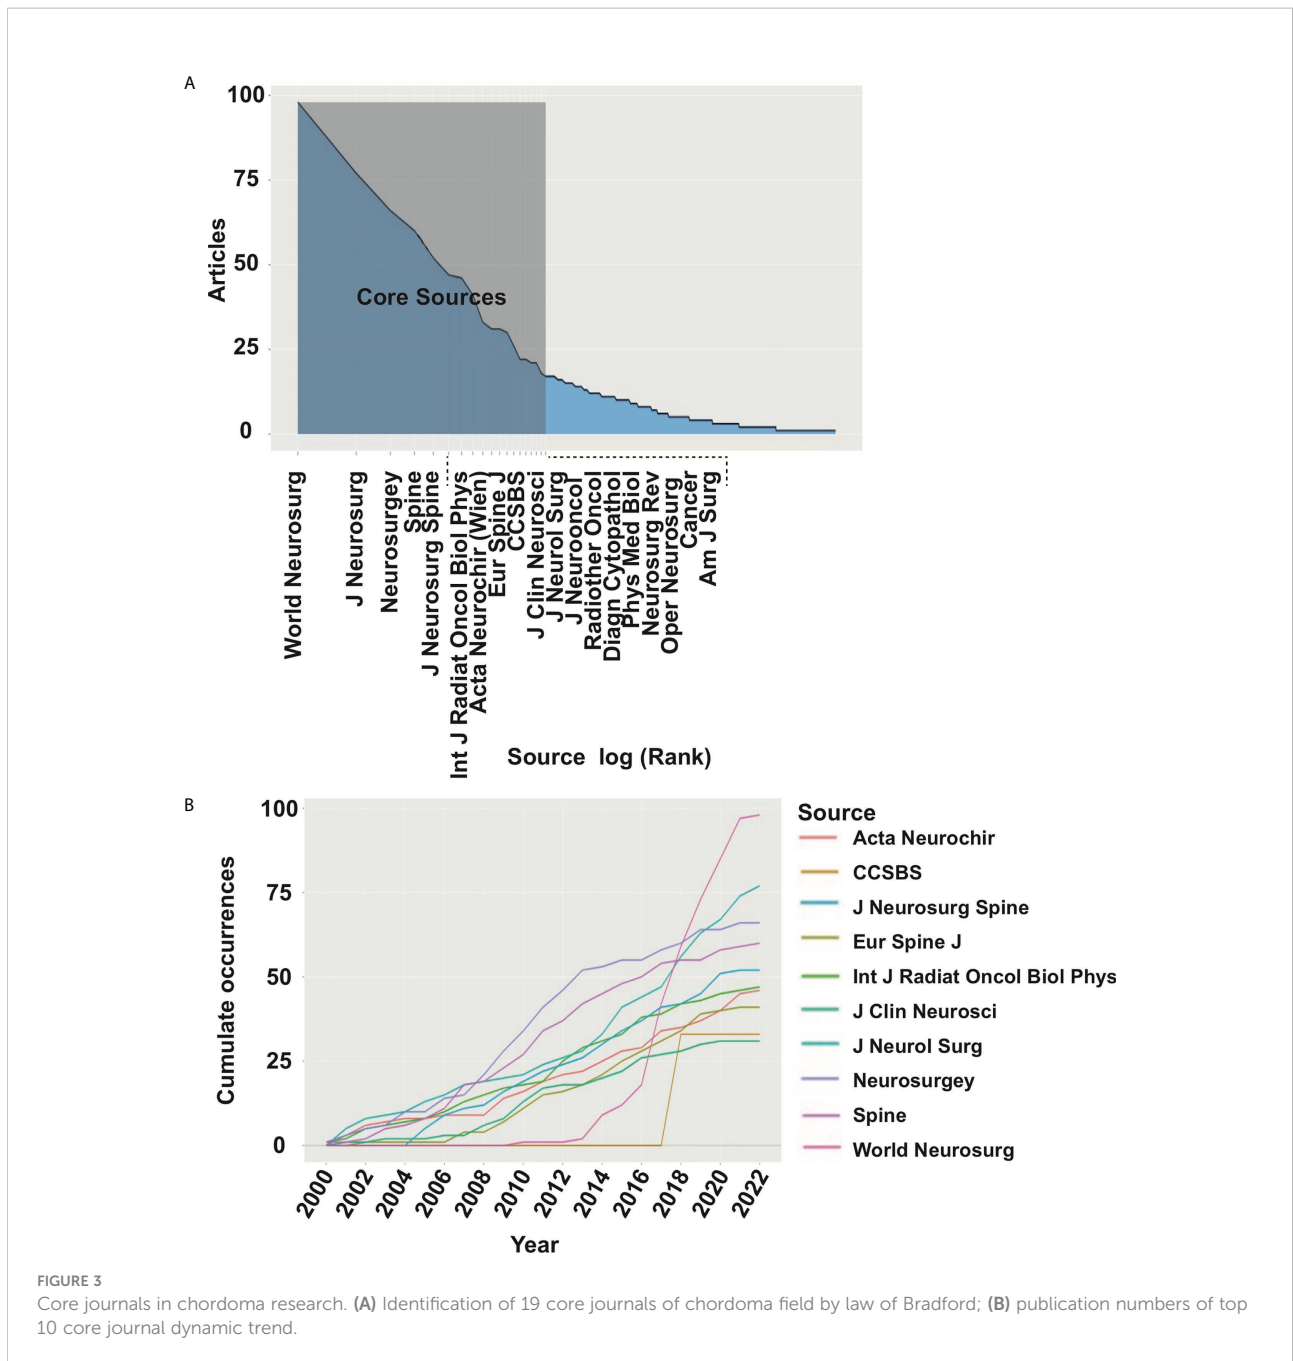 A
100
75
50
25
0
Articles
Core Sources
World Neurosurg
J Neurosurg
Neurosurgey
Spine
J Neurosurg Spine
Int J Radiat Oncol Biol Phys
Acta Neurochir (Wien)
Eur Spine J
CCSBS
J Clin Neurosci
J Neurol Surg
J Neurooncol
Radiother Oncol
Diagn Cytopathol
Phys Med Biol
Neurosurg Rev
Oper Neurosurg
Cancer
Am J Surg
Source log (Rank)
B
100
75
50
25
0
Cumulate occurrences
2000
2002
2004
2006
2008
2010
2012
2014
2016
2018
2020
2022
Year
Source
Acta Neurochir
CCSBS
J Neurosurg Spine
Eur Spine J
Int J Radiat Oncol Biol Phys
J Clin Neurosci
J Neurol Surg
Neurosurgey
Spine
World Neurosurg
FIGURE 3
Core journals in chordoma research. (A) Identification of 19 core journals of chordoma field by law of Bradford; (B) publication numbers of top
10 core journal dynamic trend.